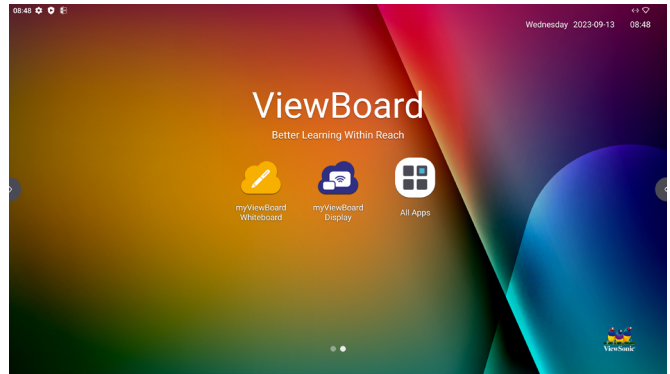 08:48
Wednesday 2023-09-13 08:48
ViewBoard
Better Learning Within Reach
myViewBoard
Whiteboard
myViewBoard
Display
All Apps
ViewSonic